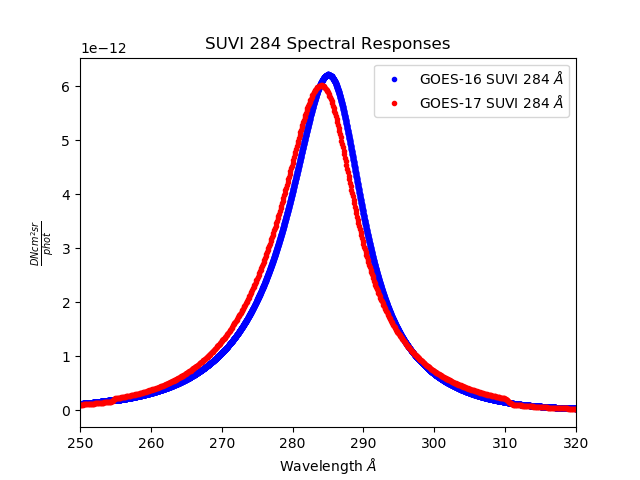 SUVI 284 Spectral Responses
1e−12
GOES-16 SUVI 284 Å
GOES-17 SUVI 284 Å
6
5
4
3
2
1
0
DNcm²sr
phot
250 260 270 280 290 300 310 320
Wavelength Å